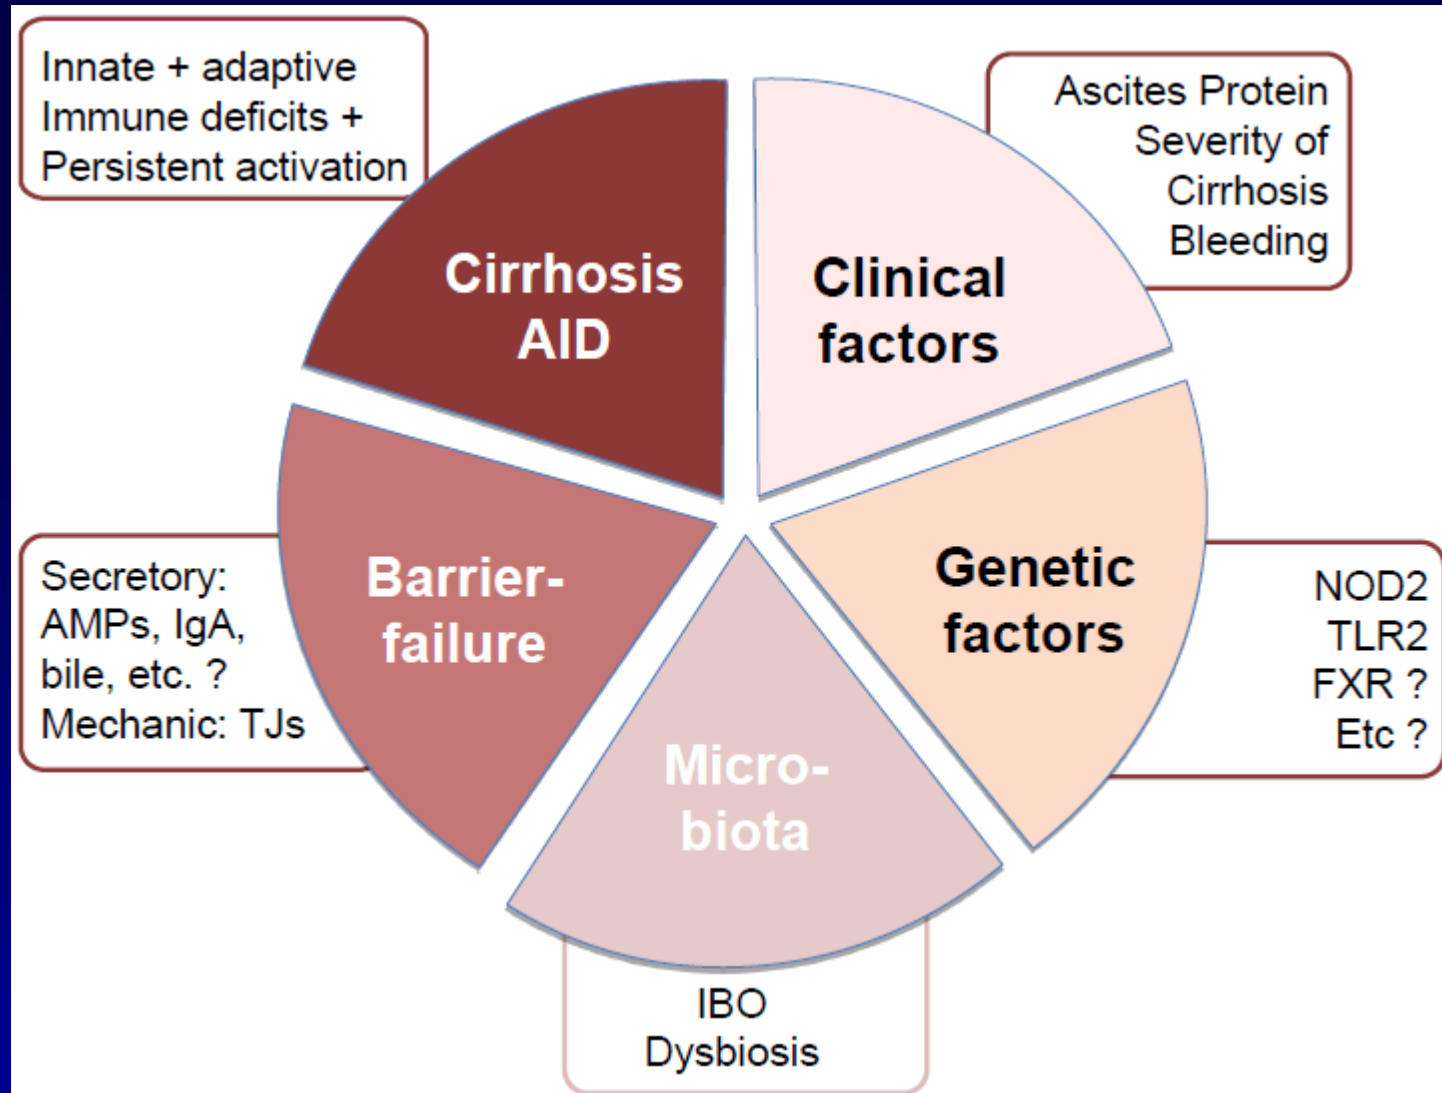 Innate + adaptive
Immune deficits +
Persistent activation
Ascites Protein
Severity of
Cirrhosis
Bleeding
Cirrhosis
AID
Clinical
factors
Barrier-
failure
Genetic
factors
Secretory:
AMPs, IgA,
bile, etc. ?
Mechanic: TJs
NOD2
TLR2
FXR ?
Etc ?
Micro-
biota
IBO
Dysbiosis